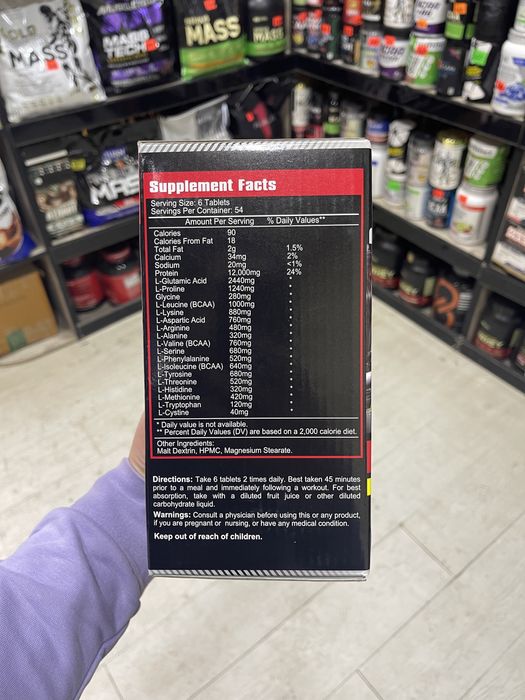 MASS
MASS
MASS
Supplement Facts
Serving Size: 6 Tablets
Servings Per Container: 54
Amount Per Serving % Daily Values**
Calories 90
Calories From Fat 18
Total Fat 2g 1.5%
Calcium 34mg 2%
Sodium 20mg <1%
Protein 12.000mg 24%
L-Glutamic Acid 2440mg *
L-Proline 1240mg *
Glycine 280mg *
L-Leucine (BCAA) 1000mg *
L-Lysine 880mg *
L-Aspartic Acid 760mg *
L-Arginine 480mg *
L-Alanine 320mg *
L-Valine (BCAA) 760mg *
L-Serine 680mg *
L-Phenylalanine 520mg *
L-Isoleucine (BCAA) 640mg *
L-Tyrosine 680mg *
L-Threonine 520mg *
L-Histidine 320mg *
L-Methionine 420mg *
L-Tryptophan 120mg *
L-Cystine 40mg *
* Daily value is not available.
** Percent Daily Values (DV) are based on a 2,000 calorie diet.
Other Ingredients:
Malt Dextrin, HPMC, Magnesium Stearate.
Directions: Take 6 tablets 2 times daily. Best taken 45 minutes
prior to a meal and immediately following a workout. For best
absorption, take with a diluted fruit juice or other diluted
carbohydrate liquid.
Warnings: Consult a physician before using this or any product,
if you are pregnant or nursing, or have any medical condition.
Keep out of reach of children.